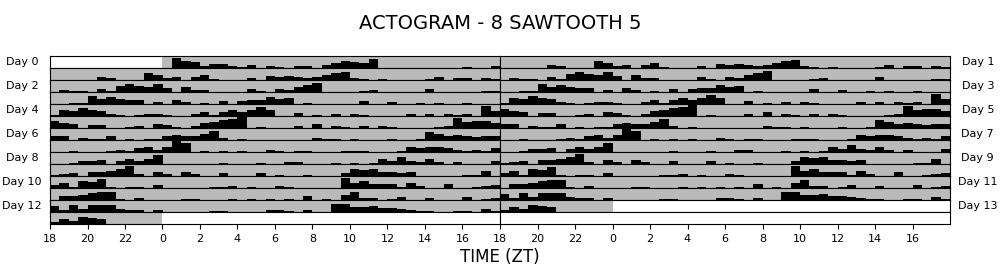 ACTOGRAM - 8 SAWTOOTH 5
Day 0 Day 1
Day 2 Day 3
Day 4 Day 5
Day 6 Day 7
Day 8 Day 9
Day 10 Day 11
Day 12 Day 13
18 20 22 0 2 4 6 8 10 12 14 16 18 20 22 0 2 4 6 8 10 12 14 16
TIME (ZT)